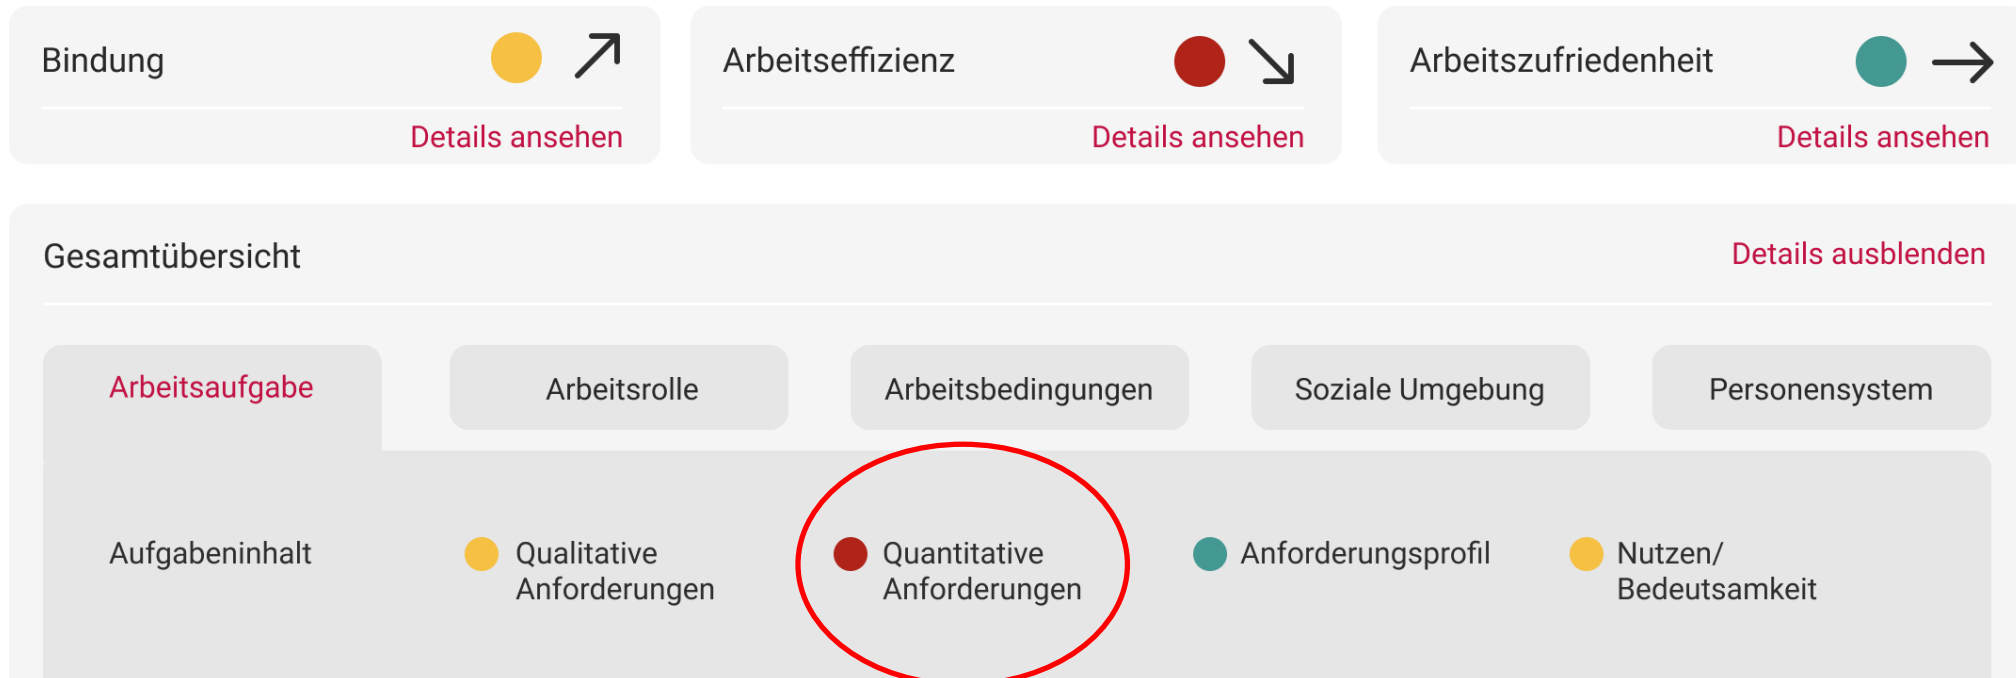 Bindung
Arbeitseffizienz
Arbeitszufriedenheit
Details ansehen
Details ansehen
Details ansehen
Gesamtübersicht
Details ausblenden
Arbeitsaufgabe
Arbeitsrolle
Arbeitsbedingungen
Soziale Umgebung
Personensystem
Aufgabeninhalt
Qualitative
Anforderungen
Quantitative
Anforderungen
Anforderungsprofil
Nutzen/
Bedeutsamkeit